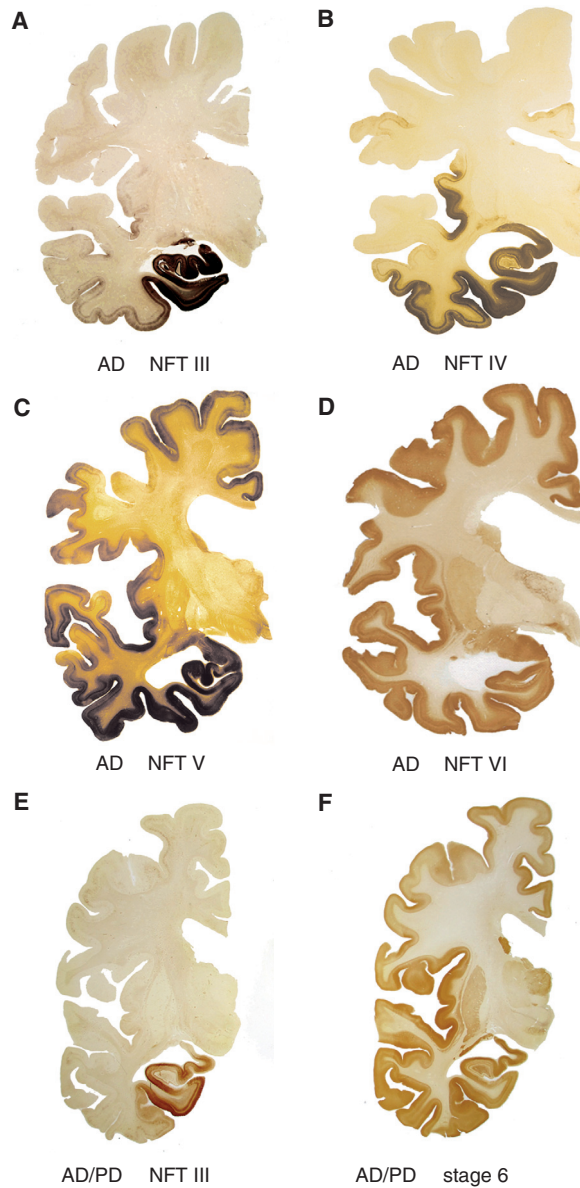 A
B
AD NFT III
AD NFT IV
C
D
AD NFT V
AD NFT VI
E
F
AD/PD NFT III
AD/PD stage 6